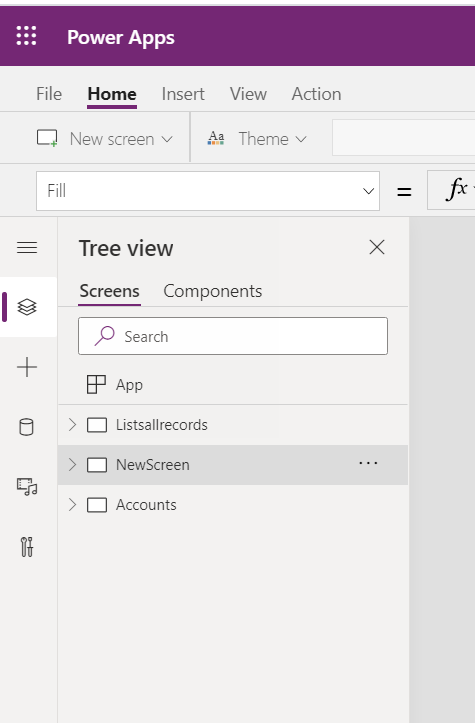 Power Apps
File Home Insert View Action
New screen Aa Theme
Fill = fx
Tree view
Screens Components
Search
App
Listsallrecords
NewScreen ...
Accounts